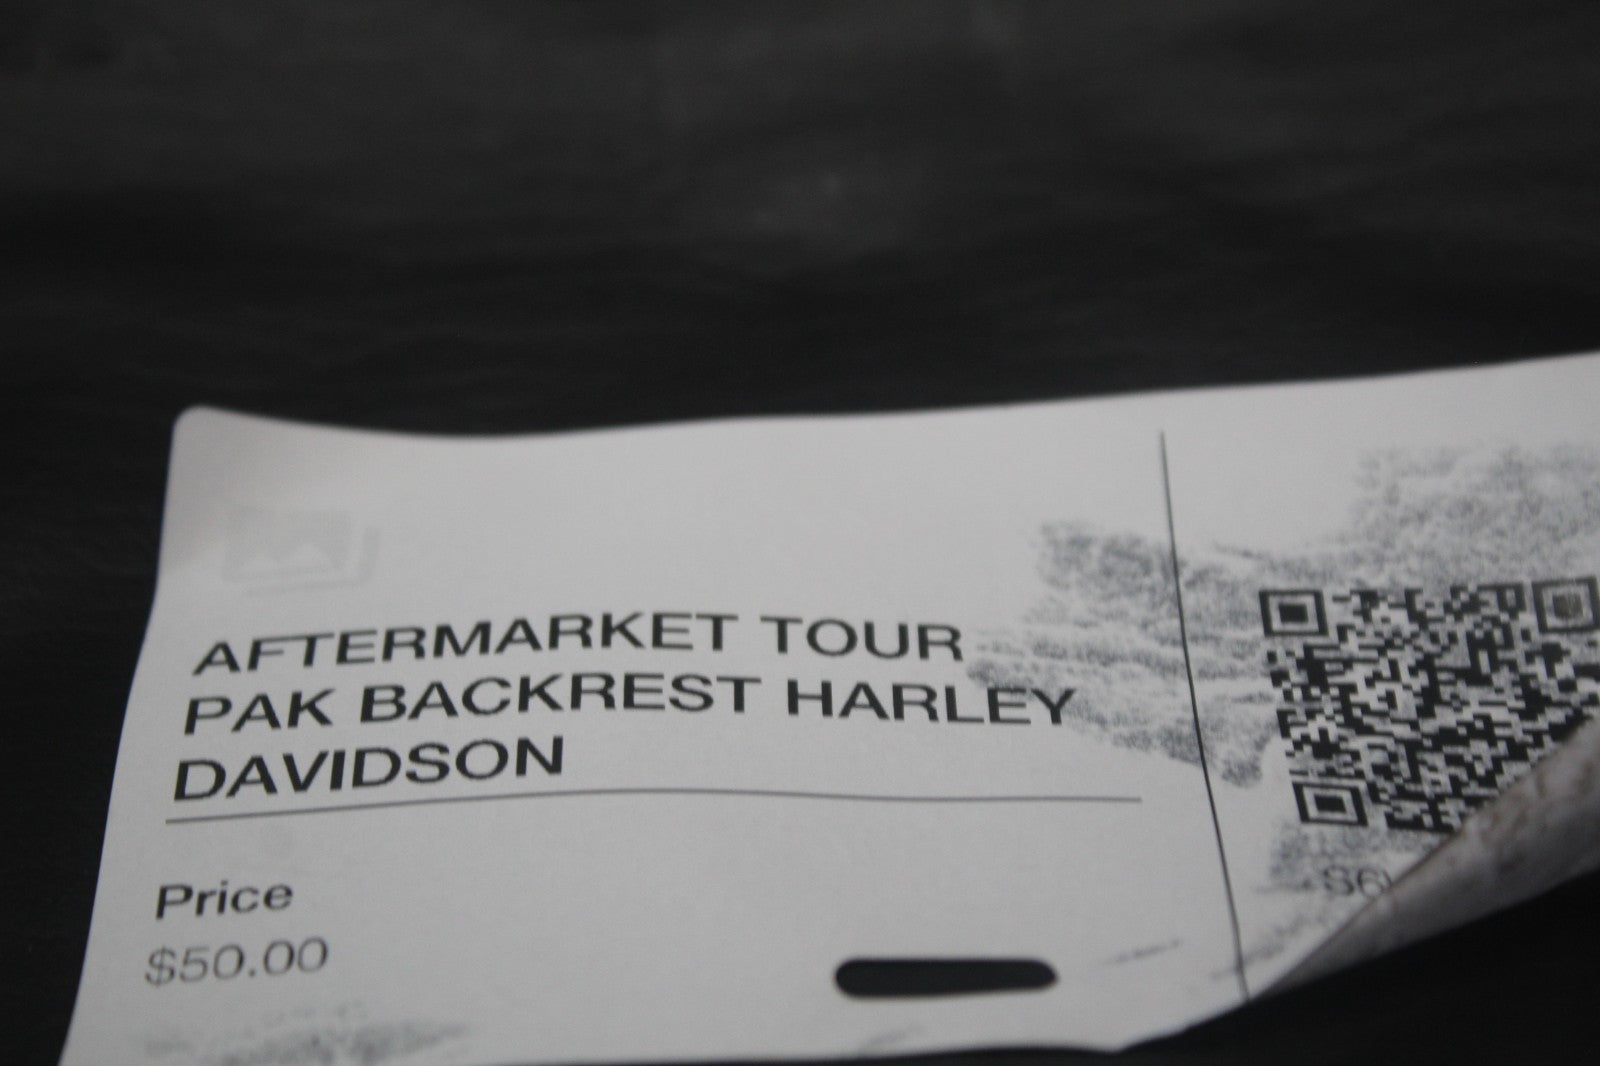 AFTERMARKET TOUR
PAK BACKREST HARLEY
DAVIDSON
Price
$50.00